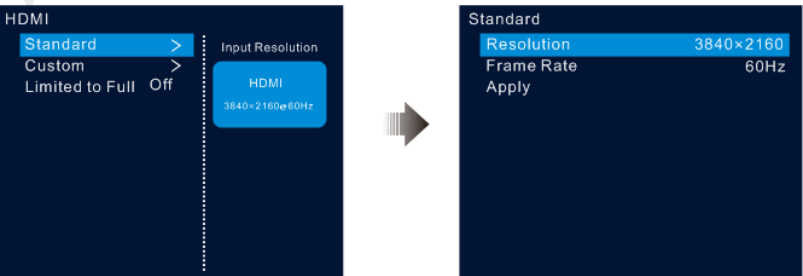 HDMI
Standard >
Custom >
Limited to Full Off
Input Resolution
HDMI
3840×2160@60Hz
Standard
Resolution 3840×2160
Frame Rate 60Hz
Apply